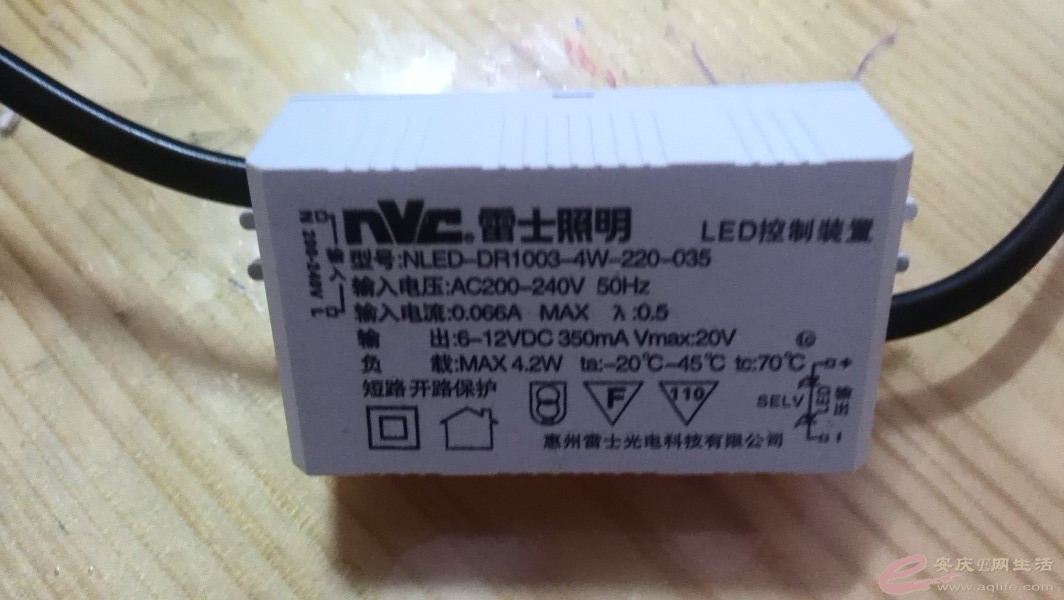 nVc® 雷士照明 LED控制装置
型号:NLED-DR1003-4W-220-035
输入电压:AC200-240V 50Hz
输入电流:0.066A MAX λ:0.5
输 出:6-12VDC 350mA Vmax:20V
负 载:MAX 4.2W ta:-20℃-45℃ tc:70℃
短路 开路保护
F
110
惠州雷士光电科技有限公司
N 200-240V L
输入
SELV
LED
输出
+
-
安庆e网生活
www.aqlife.com